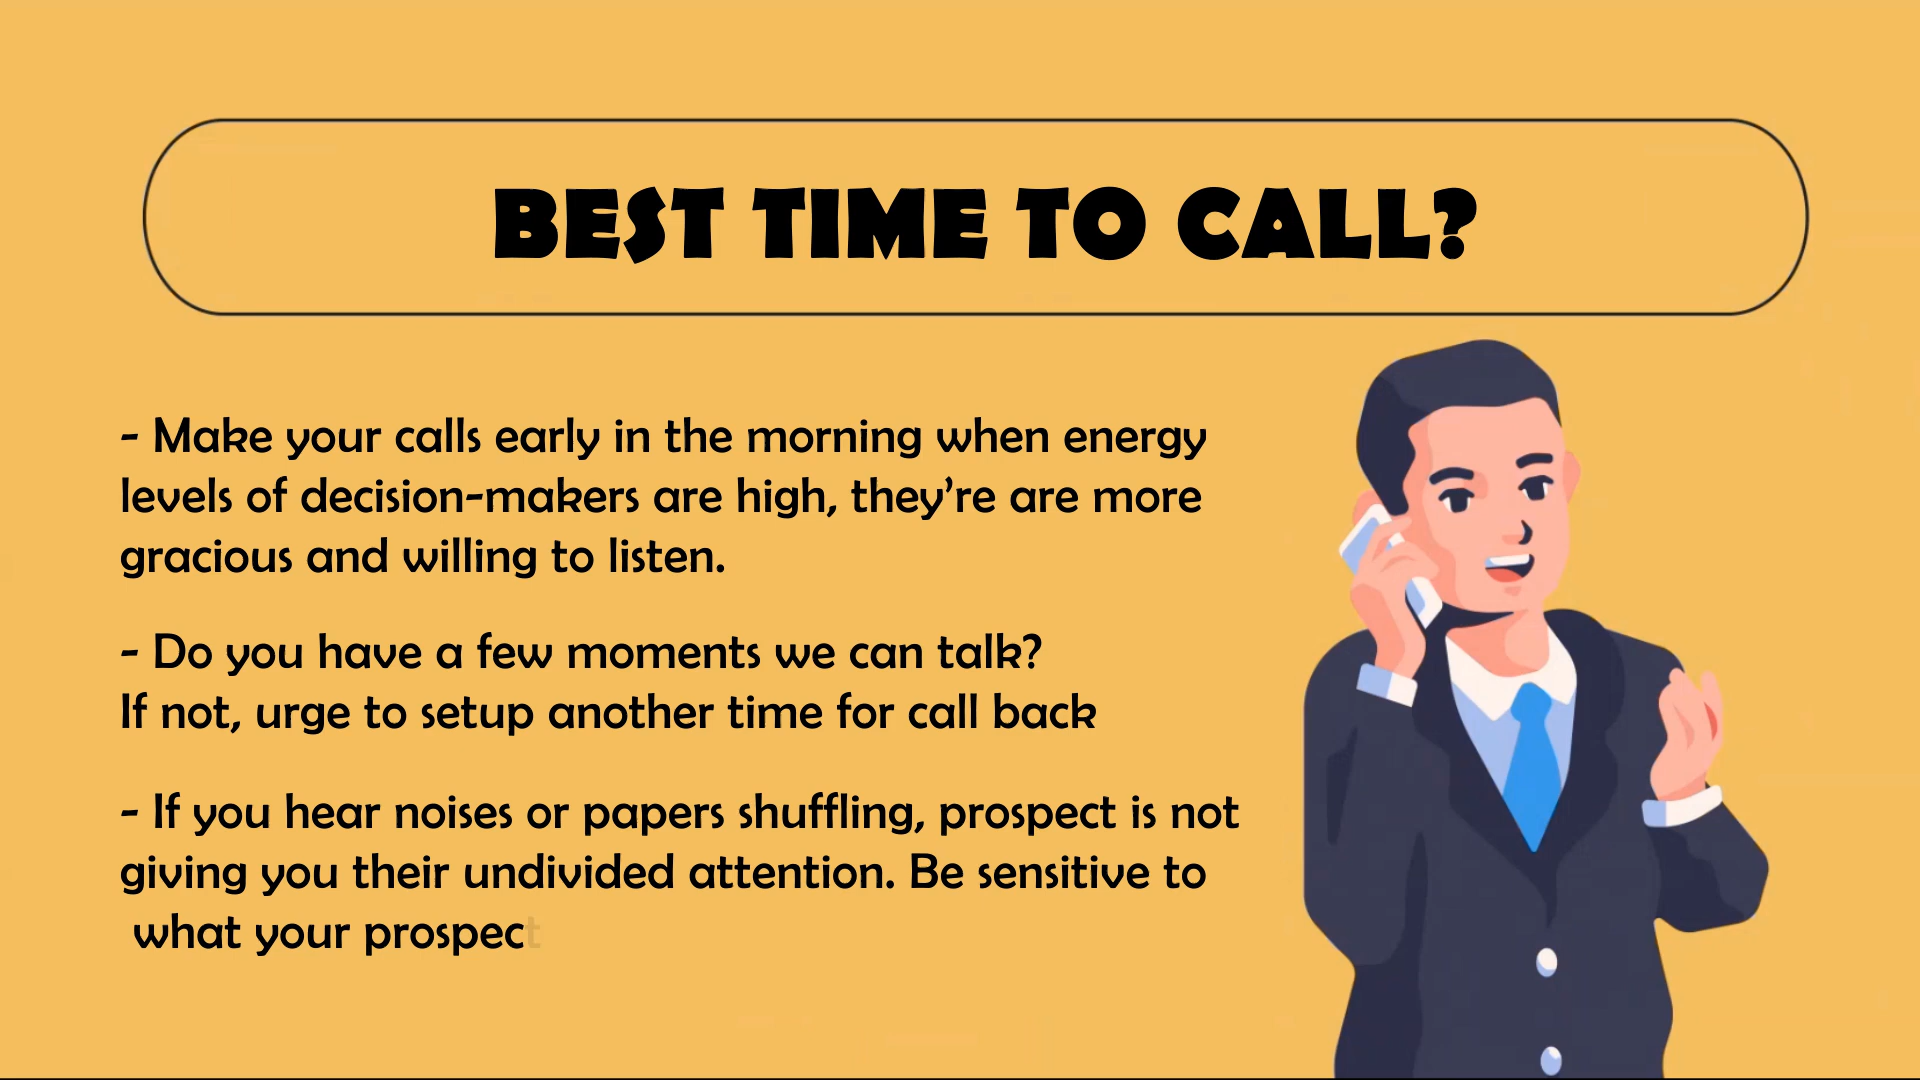 BEST TIME TO CALL?
- Make your calls early in the morning when energy
levels of decision-makers are high, they’re are more
gracious and willing to listen.
- Do you have a few moments we can talk?
If not, urge to setup another time for call back
- If you hear noises or papers shuffling, prospect is not
giving you their undivided attention. Be sensitive to
what your prospect